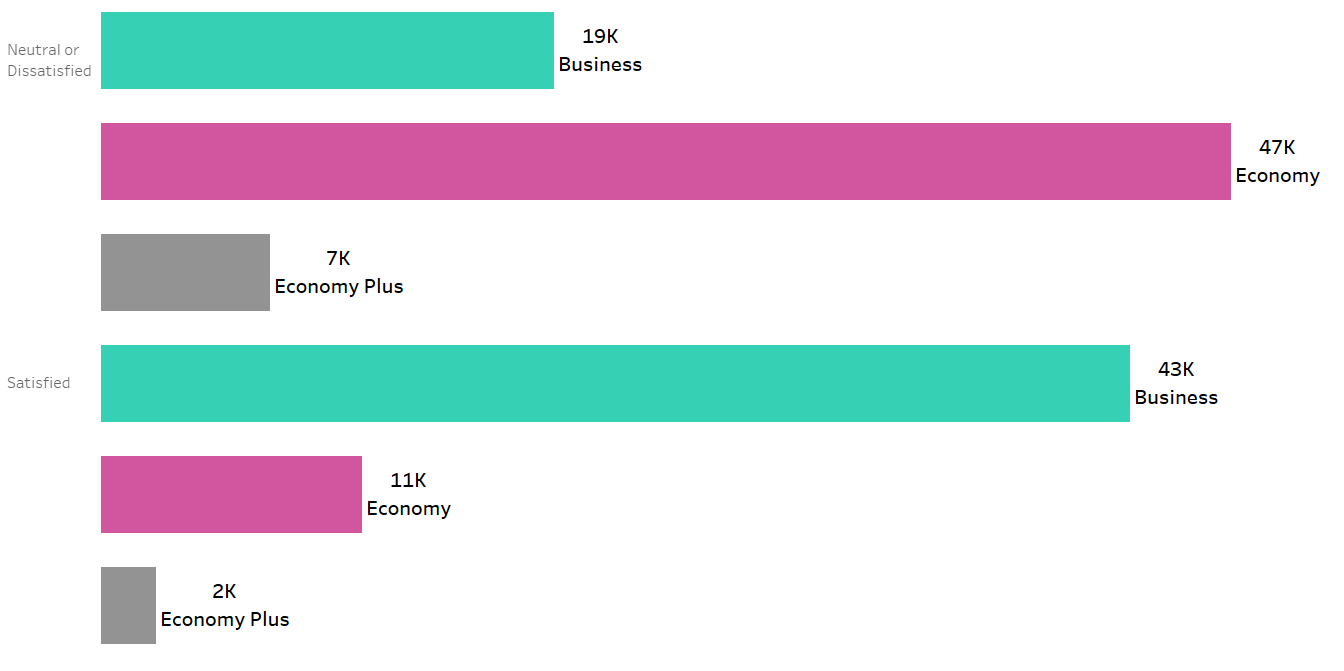 Neutral or
Dissatisfied
19K
Business
47K
Economy
7K
Economy Plus
Satisfied
43K
Business
11K
Economy
2K
Economy Plus